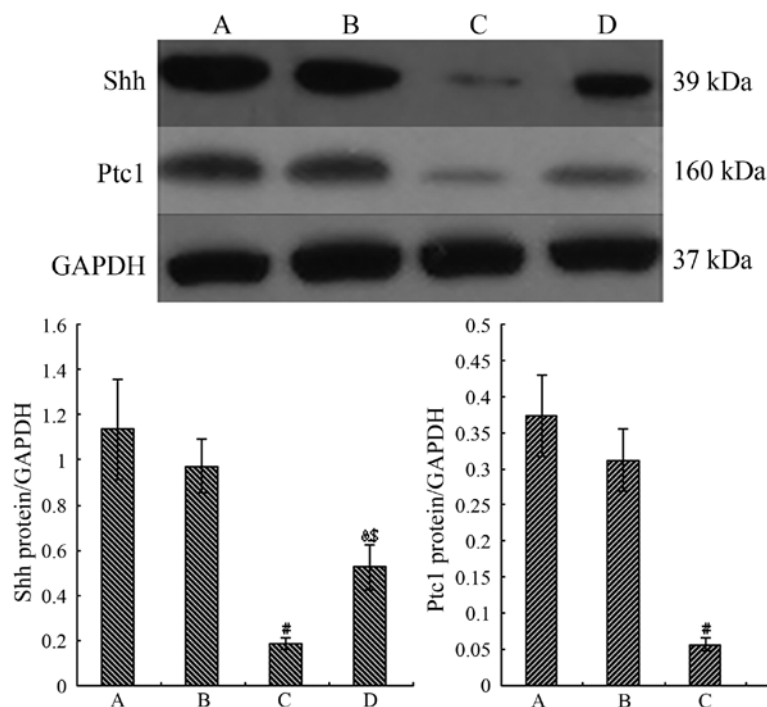 A B C D
Shh 39 kDa
Ptc1 160 kDa
GAPDH 37 kDa
Shh protein/GAPDH
1.6
1.4
1.2
1
0.8
0.6
0.4
0.2
0
#
&$
A B C D
Ptc1 protein/GAPDH
0.5
0.45
0.4
0.35
0.3
0.25
0.2
0.15
0.1
0.05
0
#
A B C